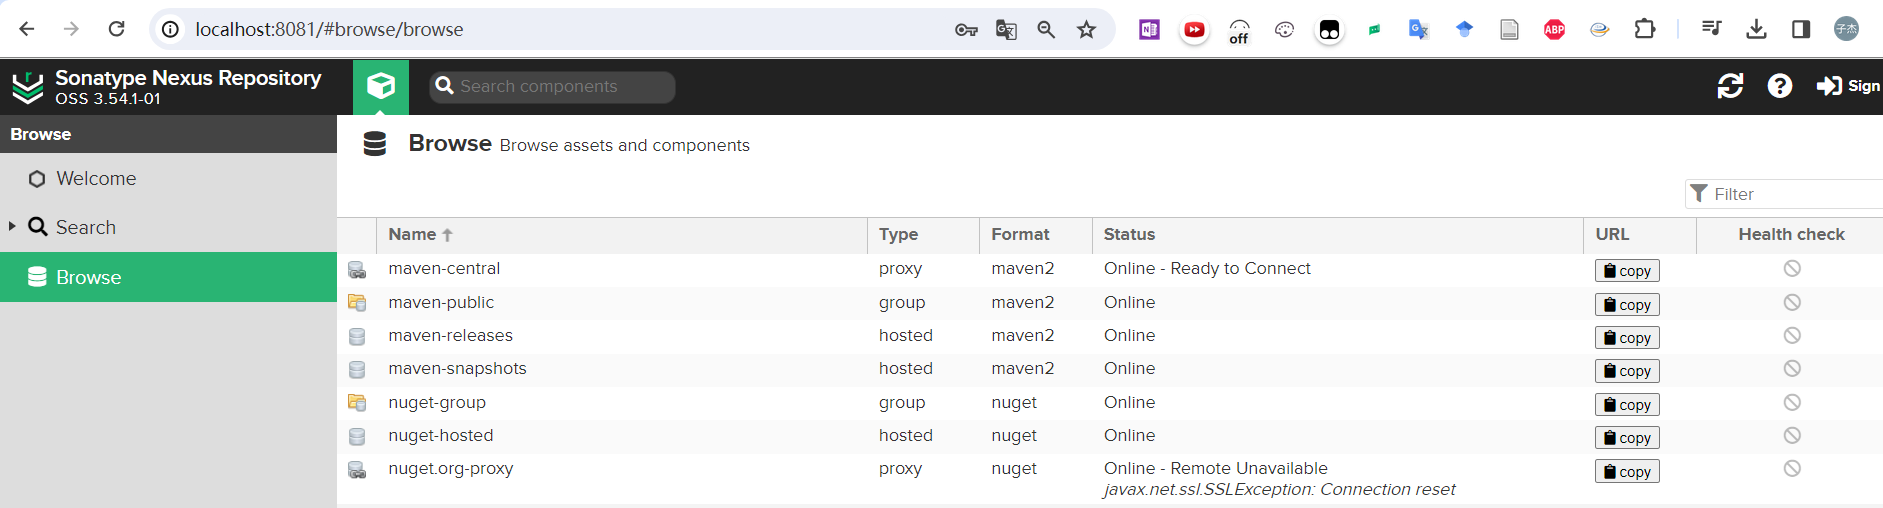 localhost:8081/#browse/browse
off
ABP
子杰
Sonatype Nexus Repository
OSS 3.54.1-01
Search components
Sign
Browse
Welcome
Search
Browse
Browse Browse assets and components
Filter
Name Type Format Status URL Health check
maven-central proxy maven2 Online - Ready to Connect copy
maven-public group maven2 Online copy
maven-releases hosted maven2 Online copy
maven-snapshots hosted maven2 Online copy
nuget-group group nuget Online copy
nuget-hosted hosted nuget Online copy
nuget.org-proxy proxy nuget Online - Remote Unavailable copy
javax.net.ssl.SSLException: Connection reset